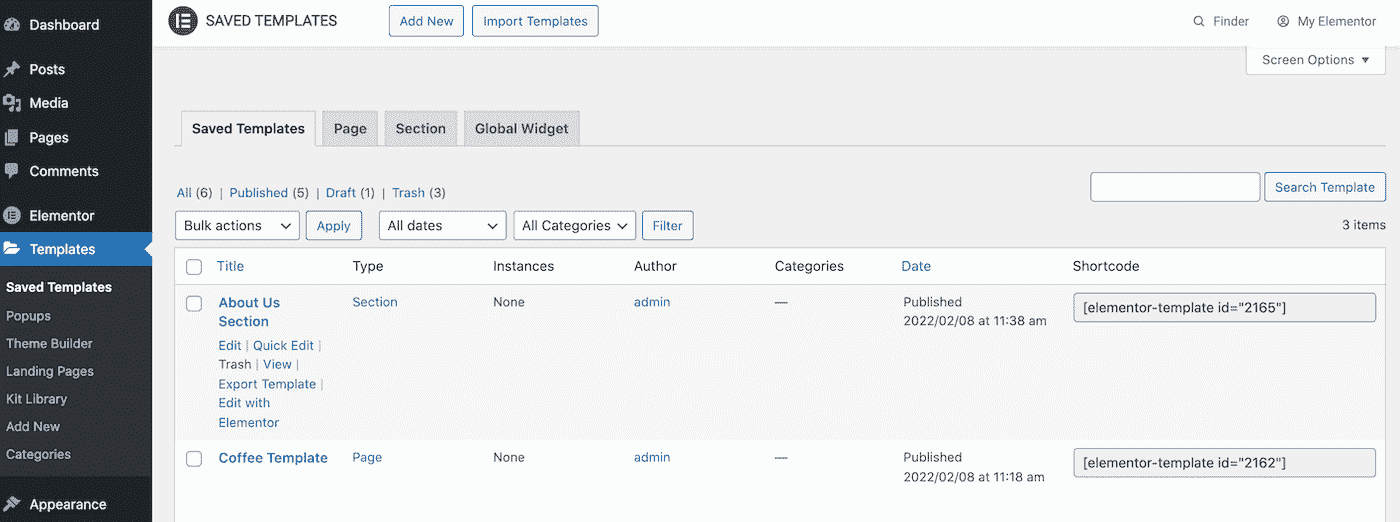 Dashboard
Posts
Media
Pages
Comments
Elementor
Templates
Saved Templates
Popups
Theme Builder
Landing Pages
Kit Library
Add New
Categories
Appearance
SAVED TEMPLATES
Add New
Import Templates
Finder
My Elementor
Screen Options
Saved Templates
Page
Section
Global Widget
All (6) | Published (5) | Draft (1) | Trash (3)
Search Template
Bulk actions
Apply
All dates
All Categories
Filter
3 items
Title
Type
Instances
Author
Categories
Date
Shortcode
About Us
Section
Edit | Quick Edit |
Trash | View |
Export Template |
Edit with
Elementor
Section
None
admin
—
Published
2022/02/08 at 11:38 am
[elementor-template id="2165"]
Coffee Template
Page
None
admin
—
Published
2022/02/08 at 11:18 am
[elementor-template id="2162"]